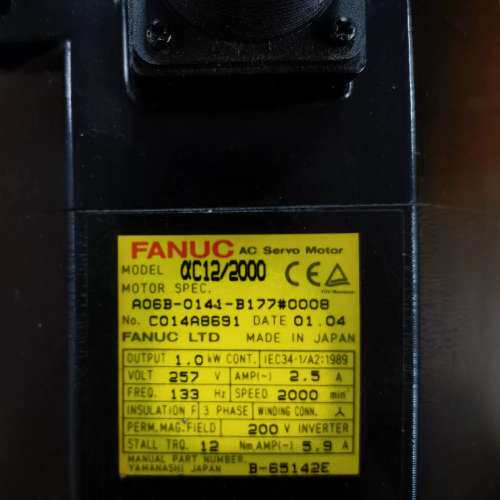 FANUC AC Servo Motor
MODEL αC12/2000 CE
MOTOR SPEC.
A06B-0141-B177#0008
No. C014A8691 DATE 01.04
FANUC LTD MADE IN JAPAN
OUTPUT 1.0 kW CONT. IEC34-1/A2:1989
VOLT 257 V AMP(~) 2.5 A
FREQ. 133 Hz SPEED 2000 min⁻¹
INSULATION F 3 PHASE WINDING CONN. 人
PERM. MAG. FIELD 200 V INVERTER
STALL TRQ. 12 Nm, AMP(~) 5.9 A
MANUAL PART NUMBER
YAMANASHI JAPAN B-65142E